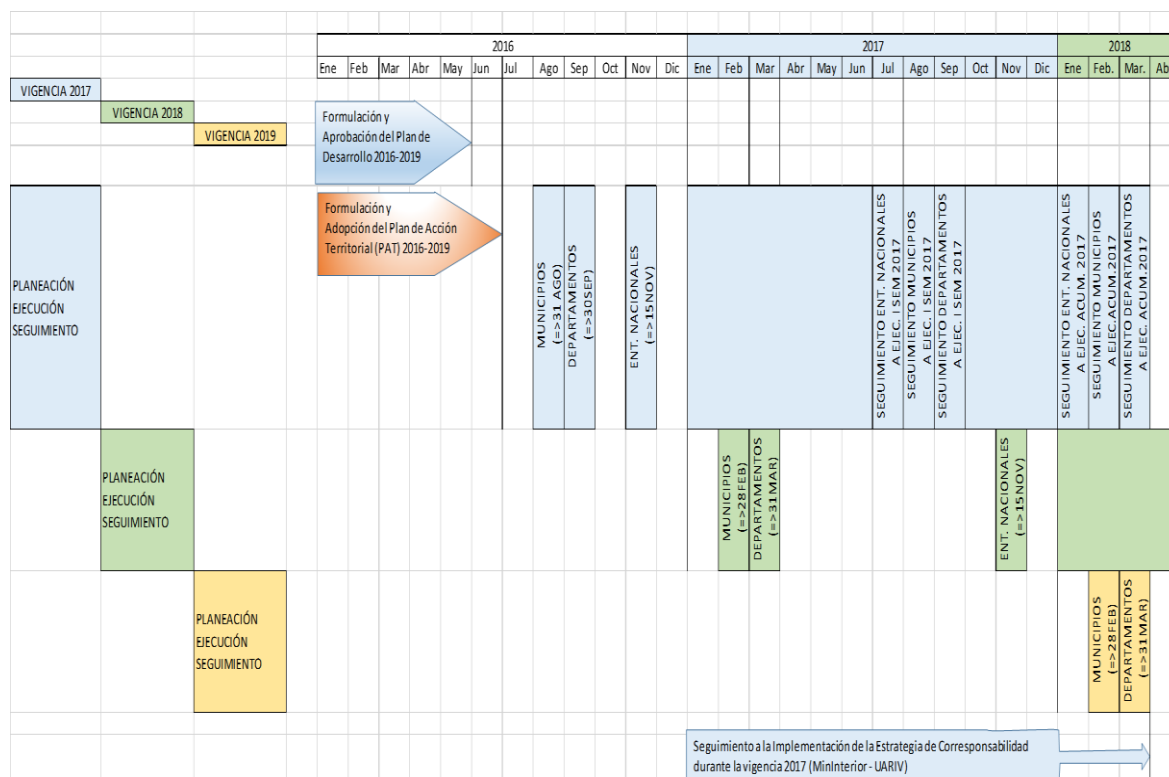 2016
2017
2018
Ene Feb Mar Abr May Jun Jul Ago Sep Oct Nov Dic Ene Feb Mar Abr May Jun Jul Ago Sep Oct Nov Dic Ene Feb. Mar. Ab
VIGENCIA 2017
VIGENCIA 2018
VIGENCIA 2019
Formulación y
Aprobación del Plan de
Desarrollo 2016-2019
Formulación y
Adopción del Plan de Acción
Territorial (PAT) 2016-2019
PLANEACIÓN
EJECUCIÓN
SEGUIMIENTO
MUNICIPIOS
(=>31 AGO)
DEPARTAMENTOS
(=>30SEP)
ENT. NACIONALES
(=>15NOV)
SEGUIMIENTO ENT. NACIONALES
A EJEC. I SEM 2017
SEGUIMIENTO MUNICIPIOS
A EJEC. I SEM 2017
SEGUIMIENTO DEPARTAMENTOS
A EJEC. I SEM 2017
SEGUIMIENTO ENT. NACIONALES
A EJEC. ACUM. 2017
SEGUIMIENTO MUNICIPIOS
A EJEC.ACUM.2017
SEGUIMIENTO DEPARTAMENTOS
A EJEC. ACUM.2017
PLANEACIÓN
EJECUCIÓN
SEGUIMIENTO
MUNICIPIOS
(=>28FEB)
DEPARTAMENTOS
(=>31MAR)
ENT. NACIONALES
(=>15NOV)
PLANEACIÓN
EJECUCIÓN
SEGUIMIENTO
MUNICIPIOS
(=>28FEB)
DEPARTAMENTOS
(=>31MAR)
Seguimiento a la Implementación de la Estrategia de Corresponsabilidad
durante la vigencia 2017 (MinInterior - UARIV)